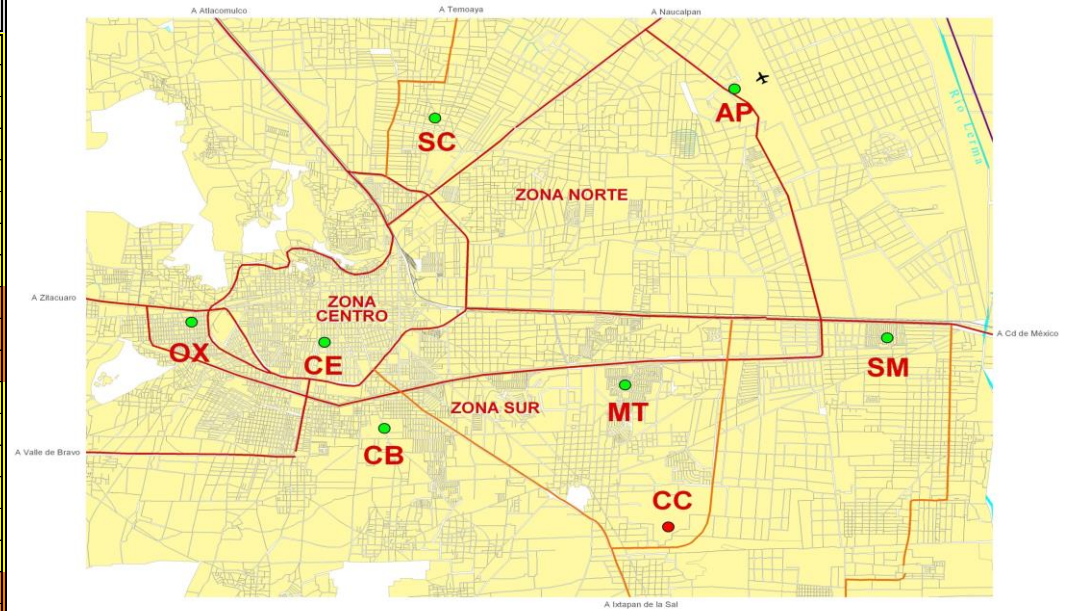 A Atlacomulco
A Temoaya
A Naucalpan
AP
Río Lerma
SC
ZONA NORTE
A Zitacuaro
ZONA
CENTRO
A Cd de México
OX
CE
SM
ZONA SUR
MT
CB
A Valle de Bravo
CC
A Ixtapan de la Sal